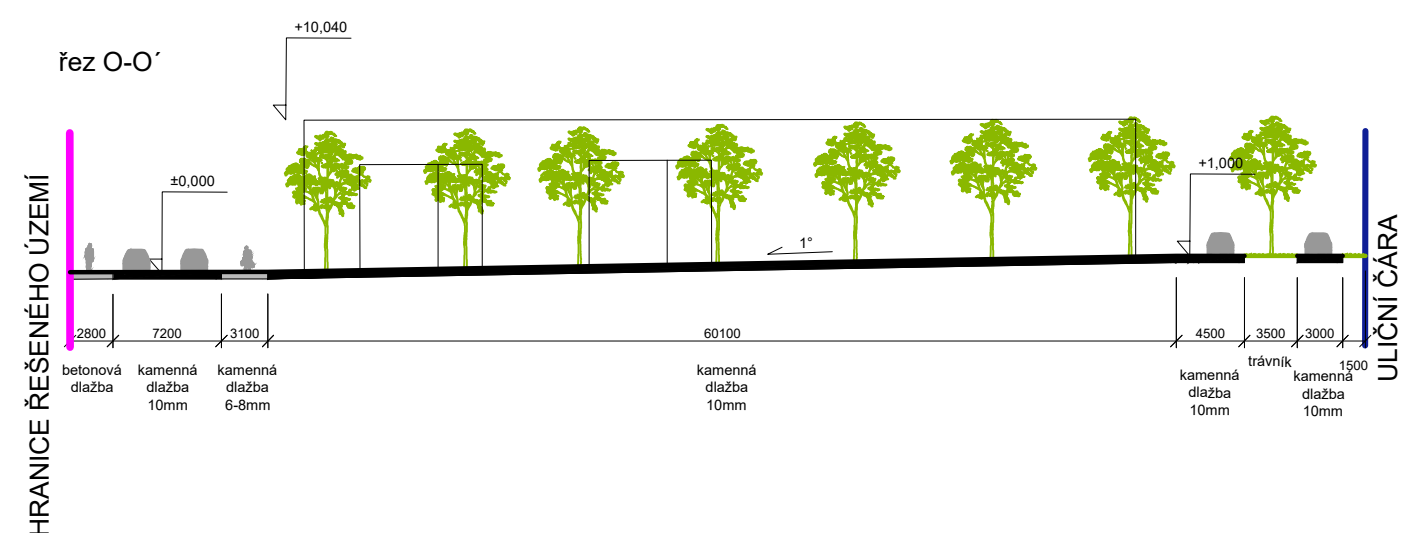 +10,040
řez O-O´
±0,000
+1,000
1°
HRANICE ŘEŠENÉHO ÚZEMÍ
ULIČNÍ ČÁRA
2800
7200
3100
60100
4500
3500
3000
1500
betonová
dlažba
kamenná
dlažba
10mm
kamenná
dlažba
6-8mm
kamenná
dlažba
10mm
kamenná
dlažba
10mm
trávník
kamenná
dlažba
10mm